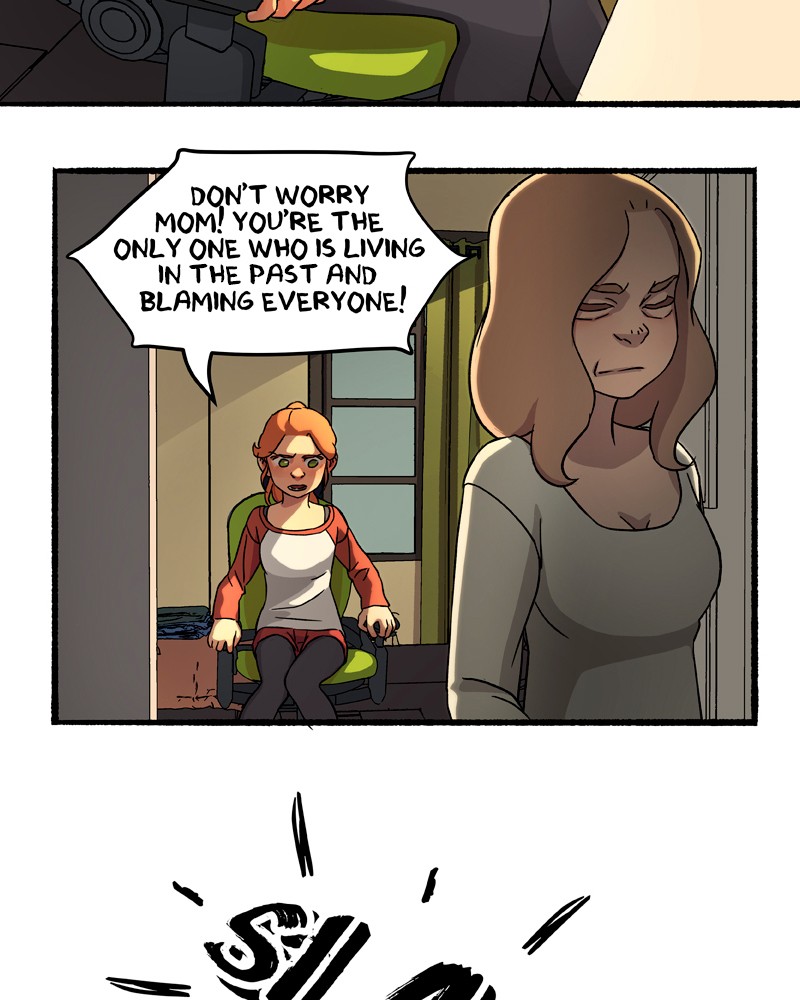 DON'T WORRY
MOM! YOU'RE THE
ONLY ONE WHO IS LIVING
IN THE PAST AND
BLAMING EVERYONE!